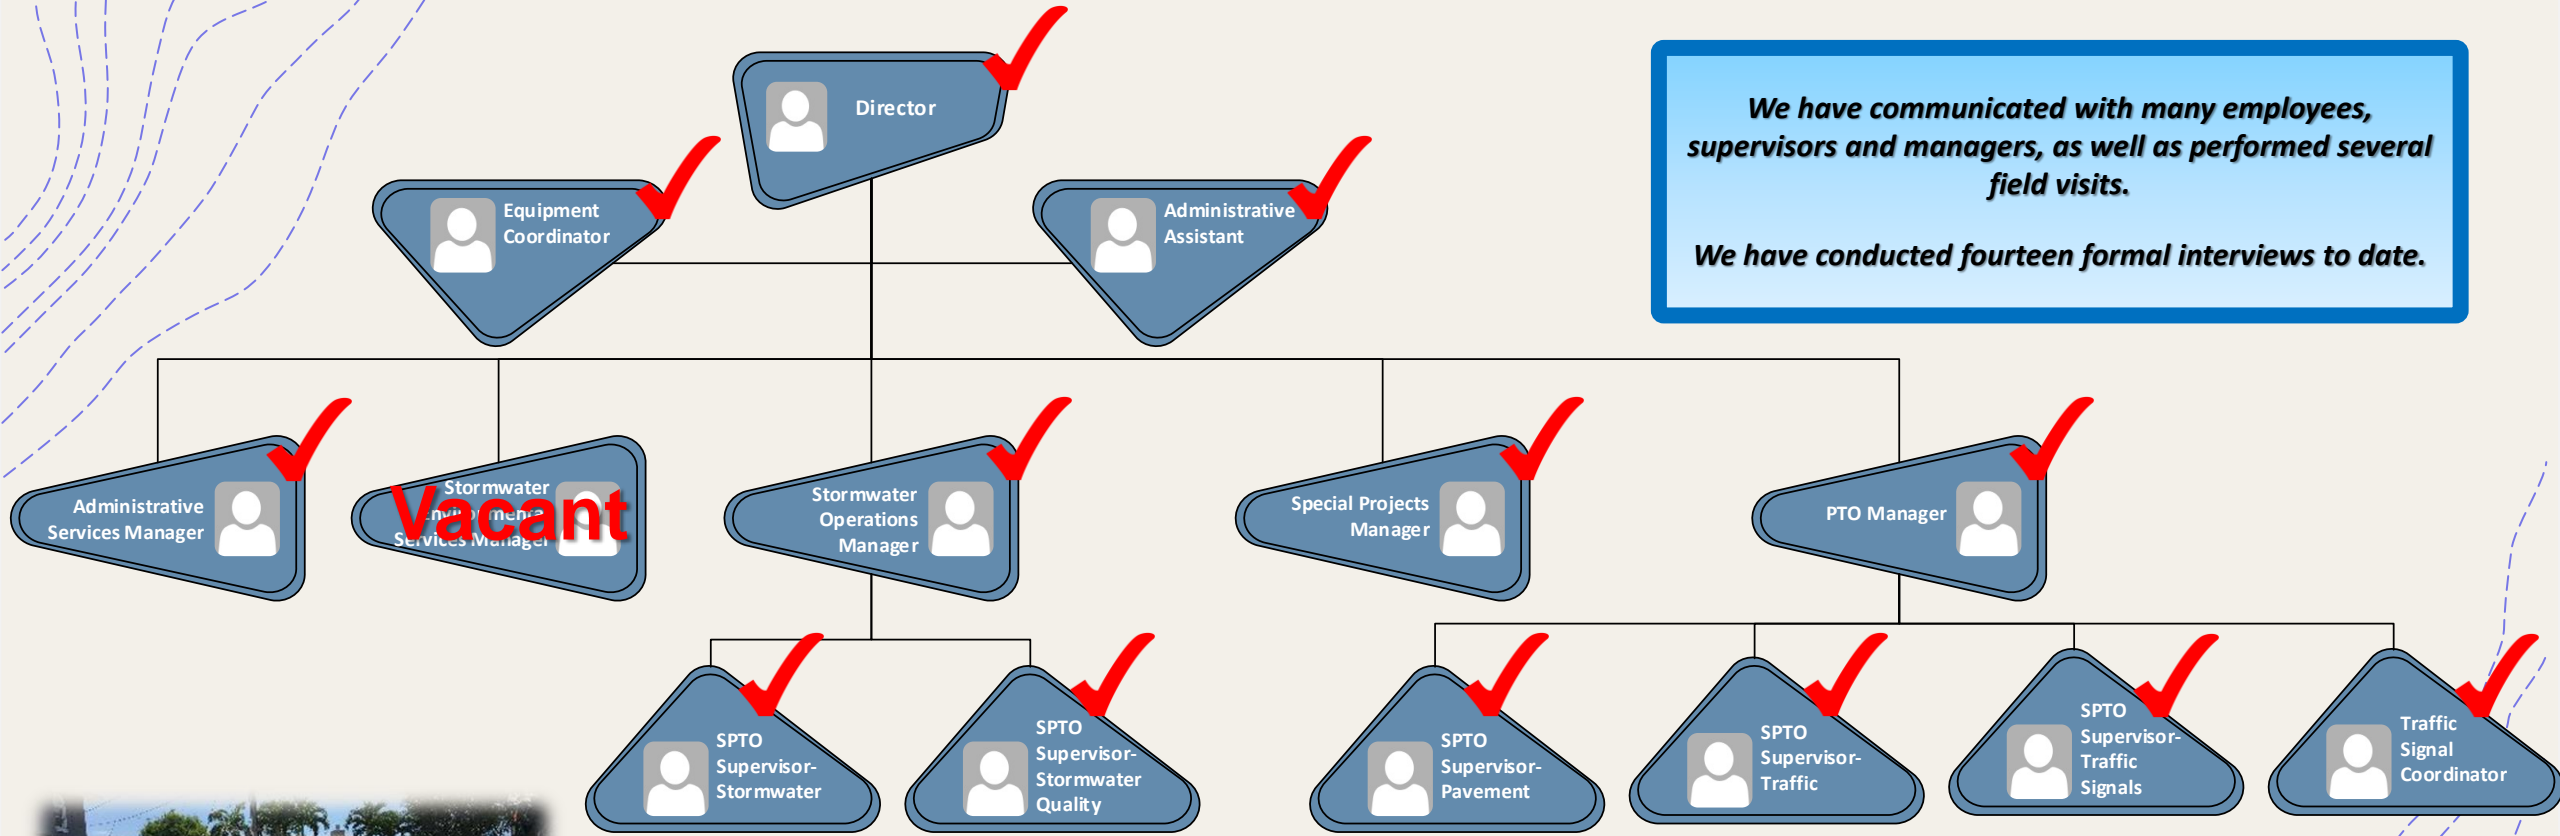 Director
We have communicated with many employees,
supervisors and managers, as well as performed several
field visits.
We have conducted fourteen formal interviews to date.
Equipment
Coordinator
Administrative
Assistant
Administrative
Services Manager
Stormwater
Environmental
Services Manager
Vacant
Stormwater
Operations
Manager
Special Projects
Manager
PTO Manager
SPTO
Supervisor-
Stormwater
SPTO
Supervisor-
Stormwater
Quality
SPTO
Supervisor-
Pavement
SPTO
Supervisor-
Traffic
SPTO
Supervisor-
Traffic
Signals
Traffic
Signal
Coordinator